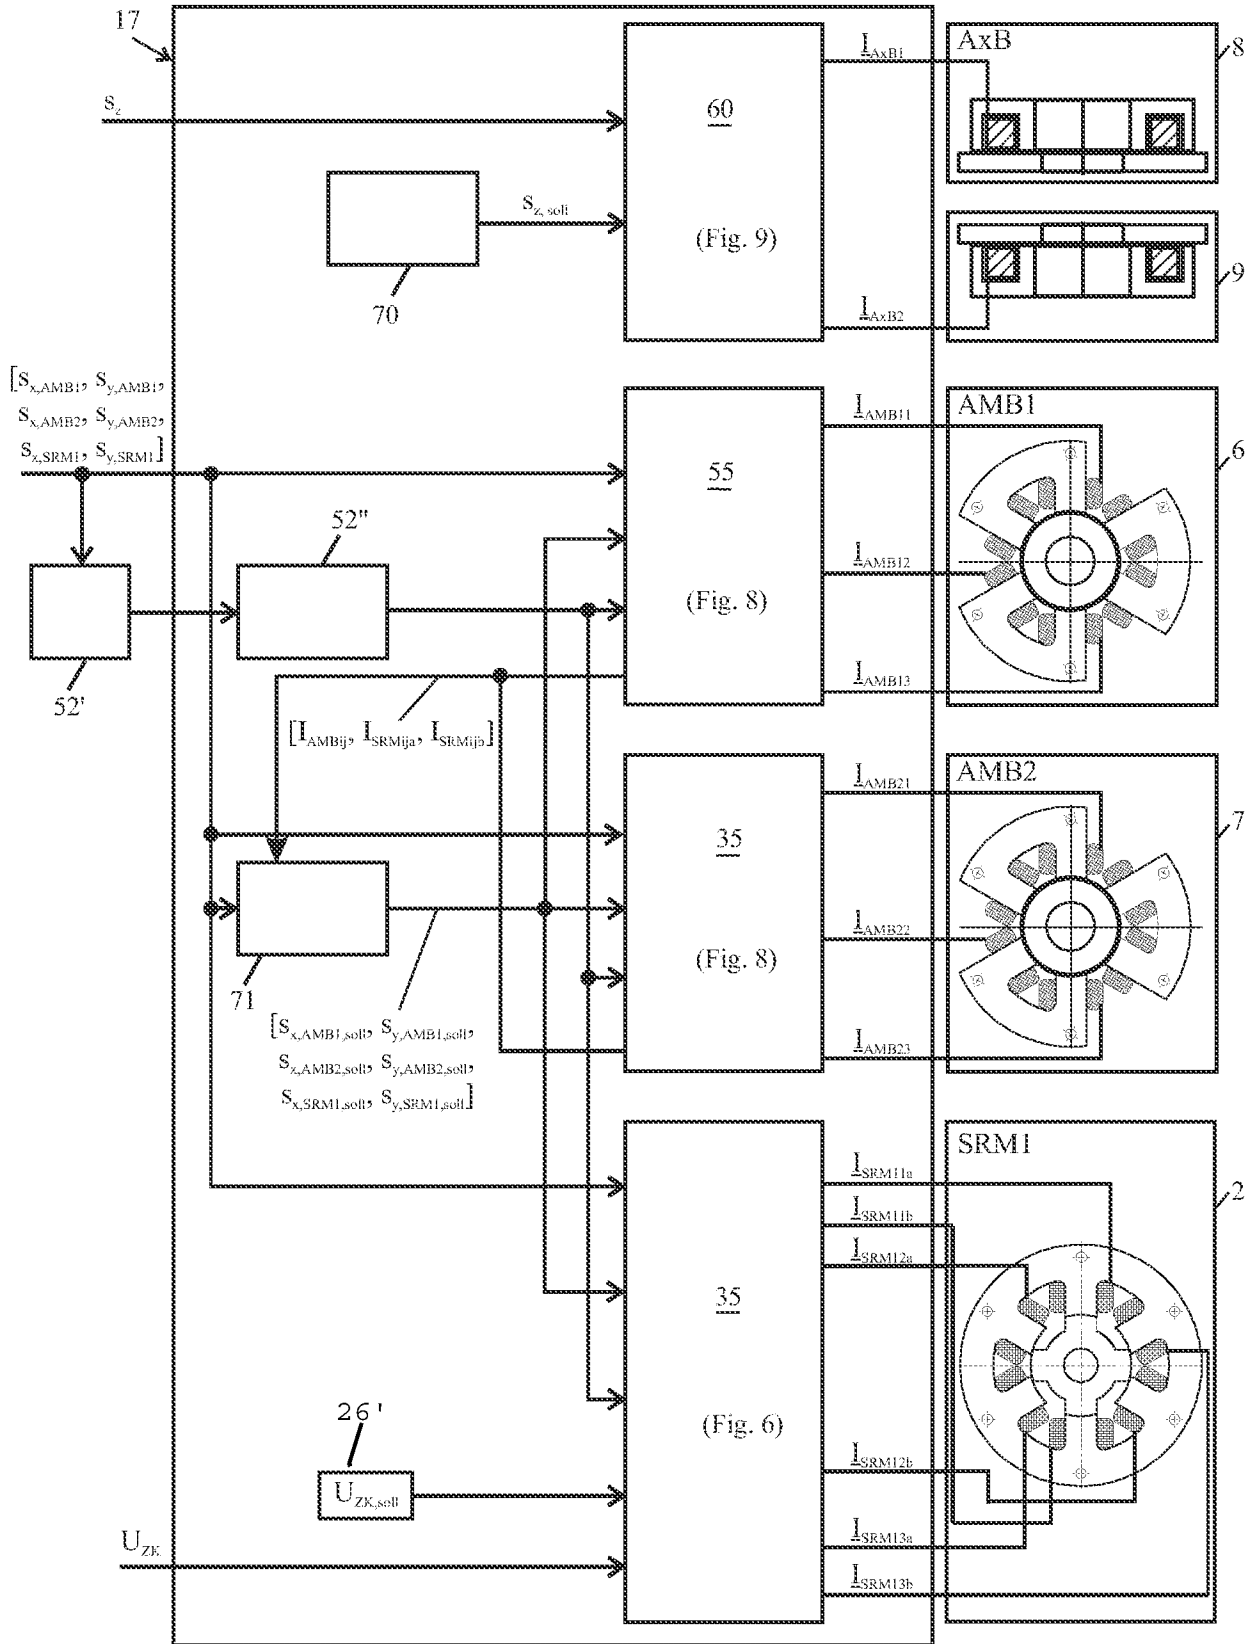 17
s_z
60
(Fig. 9)
s_z, soll
70
I_AxB1
I_AxB2
AxB
8
9
[s_x,AMB1, s_y,AMB1,
s_x,AMB2, s_y,AMB2,
s_x,SRM1, s_y,SRM1]
52'
52"
55
(Fig. 8)
I_AMB11
I_AMB12
I_AMB13
AMB1
6
[I_AMBij, I_SRMija, I_SRMijb]
35
(Fig. 8)
I_AMB21
I_AMB22
I_AMB23
AMB2
7
71
[s_x,AMB1,soll, s_y,AMB1,soll,
s_x,AMB2,soll, s_y,AMB2,soll,
s_x,SRM1,soll, s_y,SRM1,soll]
35
(Fig. 6)
I_SRM11a
I_SRM11b
I_SRM12a
I_SRM12b
I_SRM13a
I_SRM13b
SRM1
2
26'
U_ZK,soll
U_ZK